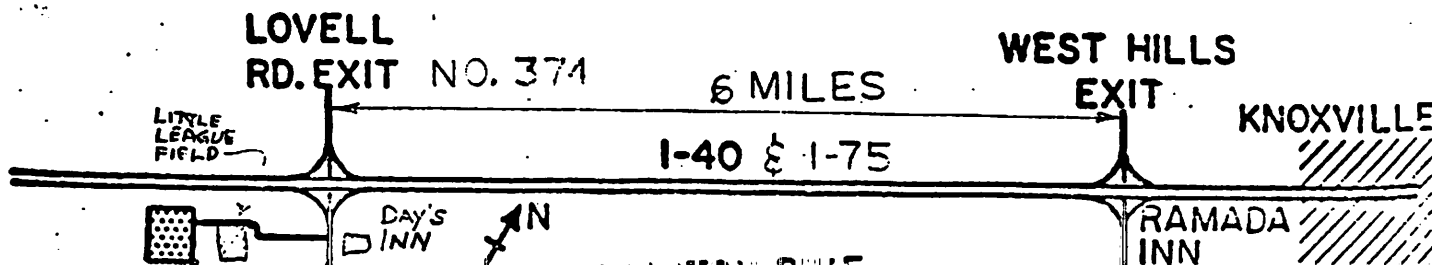 LOVELL
RD. EXIT NO. 374
6 MILES
WEST HILLS
EXIT
KNOXVILLE
LITTLE
LEAGUE
FIELD
I-40 & I-75
DAY'S
INN
N
RAMADA
INN